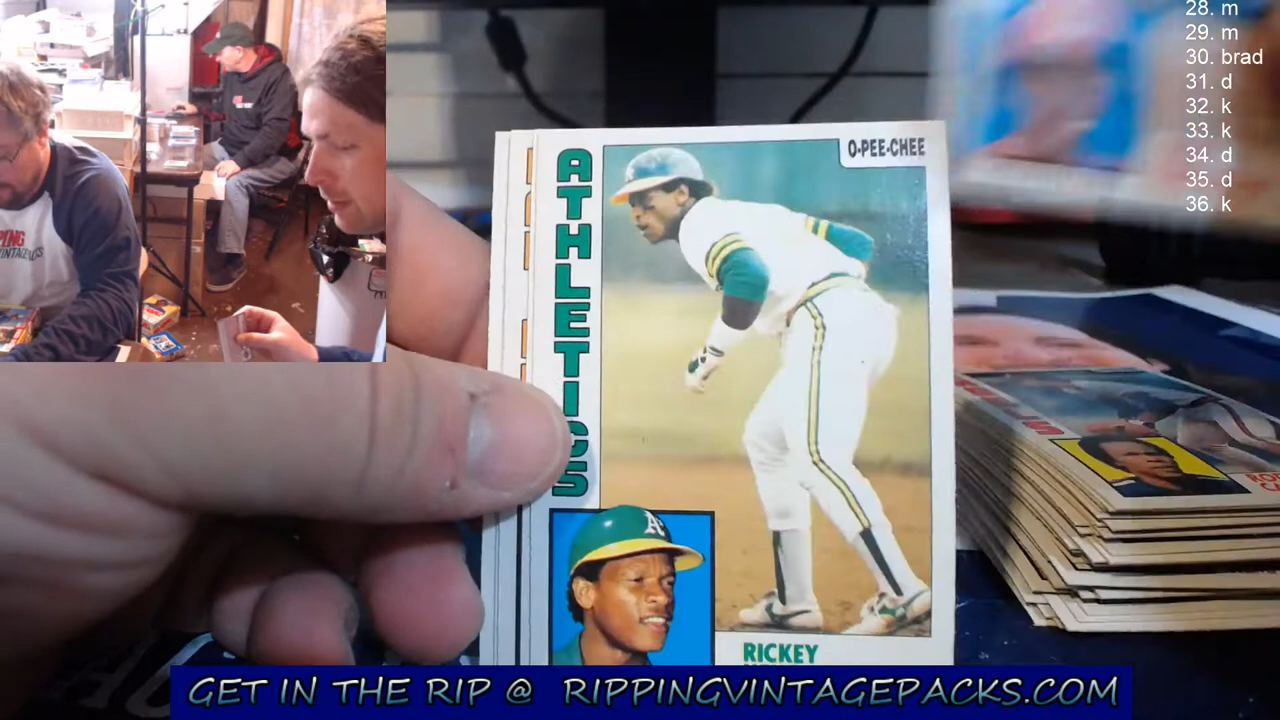 28. m
29. m
30. brad
31. d
32. k
33. k
34. d
35. d
36. k
O-PEE-CHEE
ATHLETICS
A's
RICKEY
GET IN THE RIP @ RIPPINGVINTAGEPACKS.COM